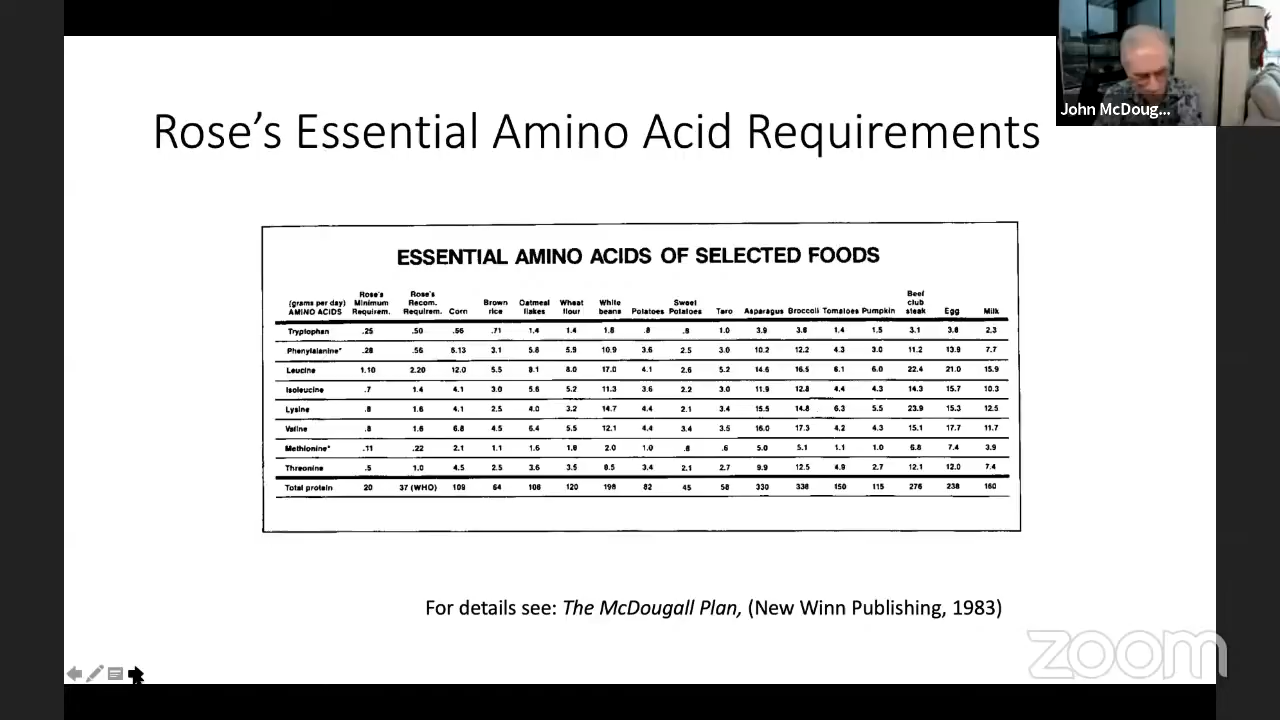 John McDoug...
Rose's Essential Amino Acid Requirements
ESSENTIAL AMINO ACIDS OF SELECTED FOODS
(grams per day) AMINO ACIDS Rose's Minimum Requirem. Rose's Recom. Requirem. Corn Brown rice Oatmeal flakes Wheat flour White beans Potatoes Sweet Potatoes Taro Asparagus Broccoli Tomatoes Pumpkin Beef club steak Egg Milk
Tryptophan .25 .50 .56 .71 1.4 1.4 1.8 .8 .8 1.0 3.9 3.8 1.4 1.5 3.1 3.8 2.3
Phenylalanine* .28 .56 6.13 3.1 5.8 5.9 10.9 3.6 2.5 3.0 10.2 12.2 4.3 3.0 11.2 13.9 7.7
Leucine 1.10 2.20 12.0 5.5 8.1 8.0 17.0 4.1 2.6 5.2 14.6 16.5 6.1 6.0 22.4 21.0 15.9
Isoleucine .7 1.4 4.1 3.0 5.6 5.2 11.3 3.6 2.2 3.0 11.9 12.8 4.4 4.3 14.3 15.7 10.3
Lysine .8 1.6 4.1 2.5 4.0 3.2 14.7 4.4 2.1 3.4 15.5 14.8 6.3 5.5 23.9 15.3 12.5
Valine .8 1.6 6.8 4.5 6.4 5.5 12.1 4.4 3.4 3.5 16.0 17.3 4.2 4.3 15.1 17.7 11.7
Methionine* .11 .22 2.1 1.1 1.6 1.8 2.0 1.0 .8 .6 5.0 5.1 1.1 1.0 6.8 7.4 3.9
Threonine .5 1.0 4.5 2.5 3.6 3.5 8.5 3.4 2.1 2.7 9.9 12.5 4.9 2.7 12.1 12.0 7.4
Total protein 20 37 (WHO) 109 64 108 120 198 82 45 58 330 338 150 115 276 238 160
For details see: The McDougall Plan, (New Winn Publishing, 1983)
zoom